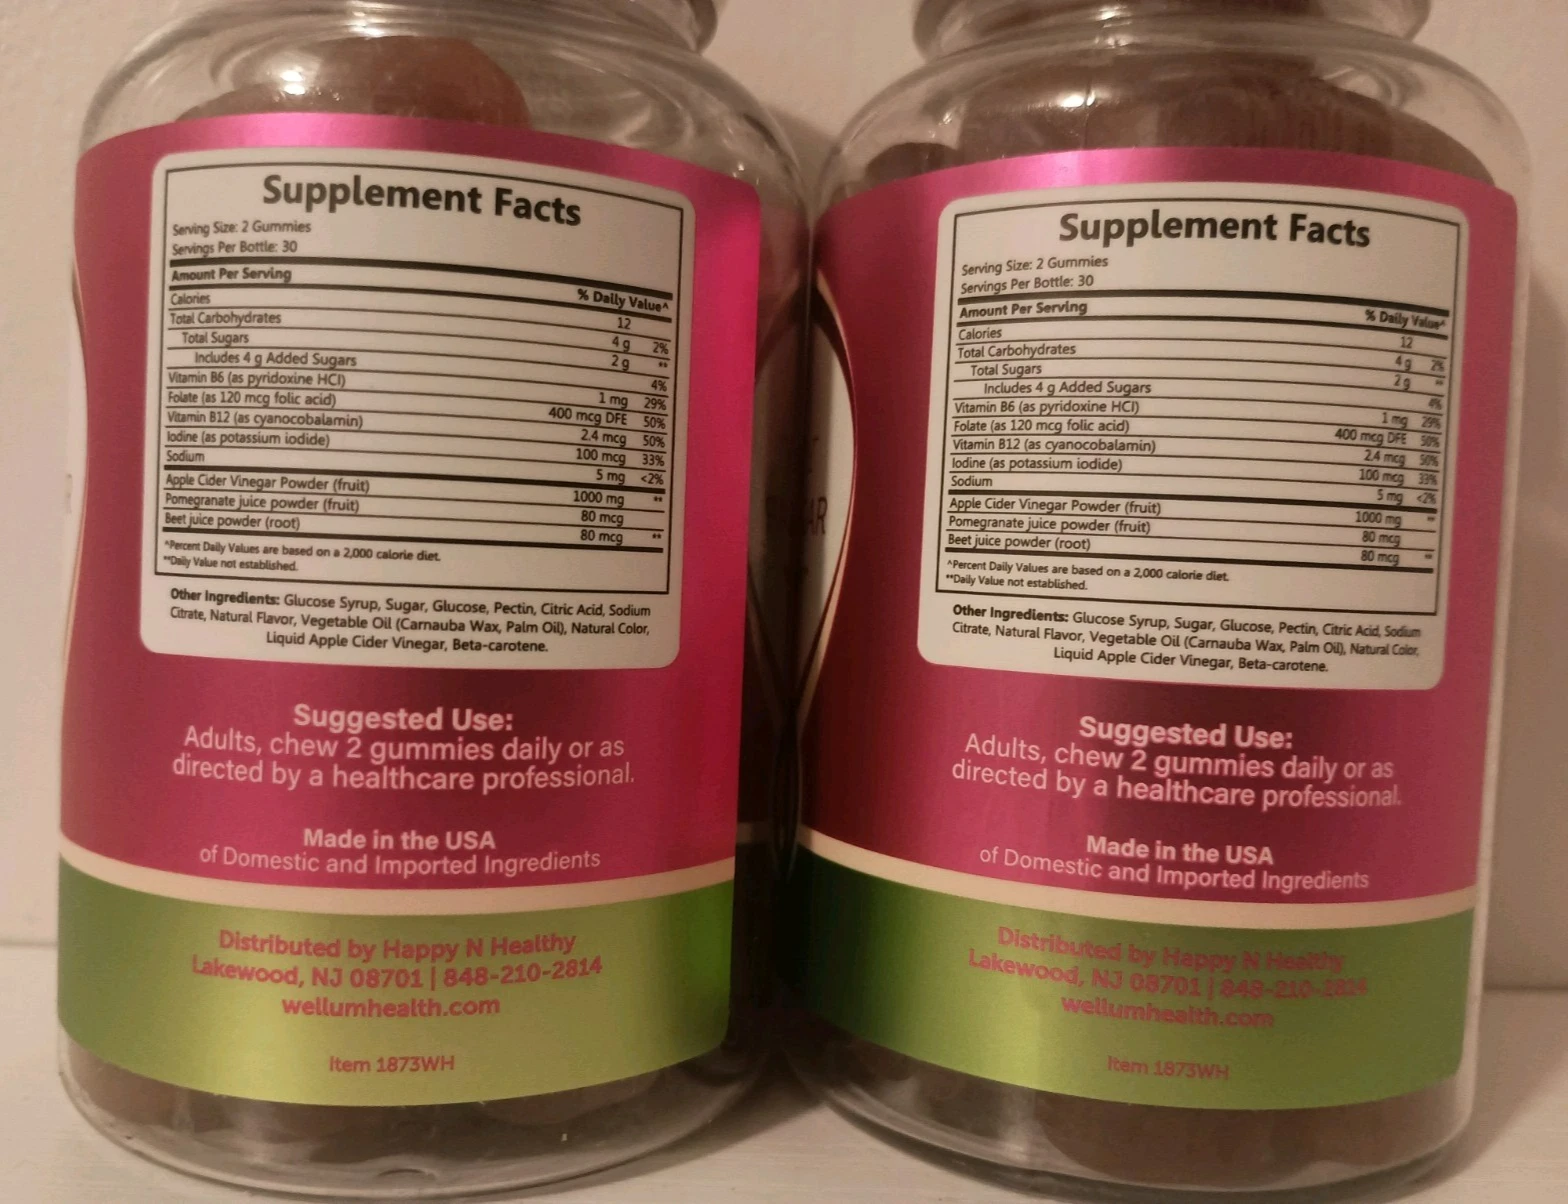 Supplement Facts
Serving Size: 2 Gummies
Servings Per Bottle: 30
Amount Per Serving % Daily Value^
Calories 12
Total Carbohydrates 4 g 2%
Total Sugars 2 g **
Includes 4 g Added Sugars 4%
Vitamin B6 (as pyridoxine HCl) 1 mg 29%
Folate (as 120 mcg folic acid) 400 mcg DFE 50%
Vitamin B12 (as cyanocobalamin) 2.4 mcg 50%
Iodine (as potassium iodide) 100 mcg 33%
Sodium 5 mg <2%
Apple Cider Vinegar Powder (fruit) 1000 mg **
Pomegranate juice powder (fruit) 80 mcg
Beet juice powder (root) 80 mcg **
^Percent Daily Values are based on a 2,000 calorie diet.
**Daily Value not established.
Other Ingredients: Glucose Syrup, Sugar, Glucose, Pectin, Citric Acid, Sodium
Citrate, Natural Flavor, Vegetable Oil (Carnauba Wax, Palm Oil), Natural Color,
Liquid Apple Cider Vinegar, Beta-carotene.
Suggested Use:
Adults, chew 2 gummies daily or as
directed by a healthcare professional.
Made in the USA
of Domestic and Imported Ingredients
Distributed by Happy N Healthy
Lakewood, NJ 08701 | 848-210-2814
wellumhealth.com
Item 1873WH
Supplement Facts
Serving Size: 2 Gummies
Servings Per Bottle: 30
Amount Per Serving % Daily Value^
Calories 12
Total Carbohydrates 4 g 2%
Total Sugars 2 g **
Includes 4 g Added Sugars 4%
Vitamin B6 (as pyridoxine HCl) 1 mg 29%
Folate (as 120 mcg folic acid) 400 mcg DFE 50%
Vitamin B12 (as cyanocobalamin) 2.4 mcg 50%
Iodine (as potassium iodide) 100 mcg 33%
Sodium 5 mg <2%
Apple Cider Vinegar Powder (fruit) 1000 mg **
Pomegranate juice powder (fruit) 80 mcg
Beet juice powder (root) 80 mcg **
^Percent Daily Values are based on a 2,000 calorie diet.
**Daily Value not established.
Other Ingredients: Glucose Syrup, Sugar, Glucose, Pectin, Citric Acid, Sodium
Citrate, Natural Flavor, Vegetable Oil (Carnauba Wax, Palm Oil), Natural Color,
Liquid Apple Cider Vinegar, Beta-carotene.
Suggested Use:
Adults, chew 2 gummies daily or as
directed by a healthcare professional.
Made in the USA
of Domestic and Imported Ingredients
Distributed by Happy N Healthy
Lakewood, NJ 08701 | 848-210-2814
wellumhealth.com
Item 1873WH